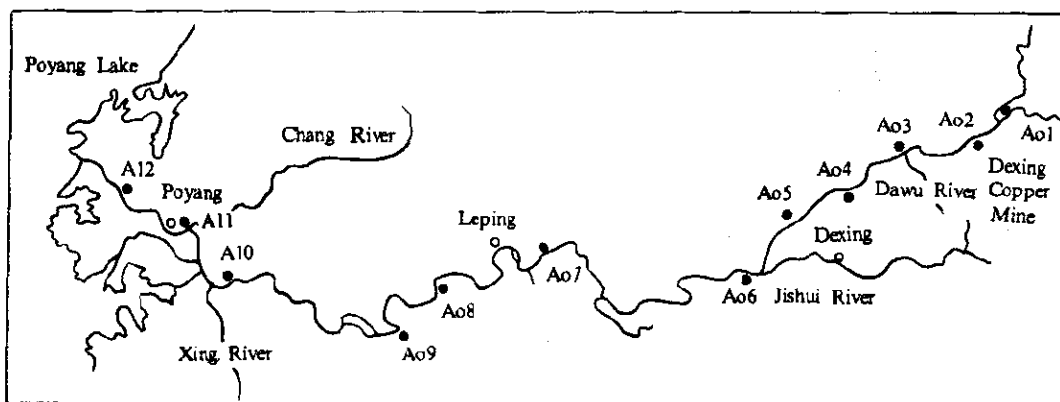 Poyang Lake
Chang River
Ao3
Ao2
Ao1
A12
Poyang
Ao4
Dawu River
Dexing
Copper
Mine
A11
Ao5
Leping
Dexing
A10
Ao7
Ao6
Jishui River
Ao8
Ao9
Xing River